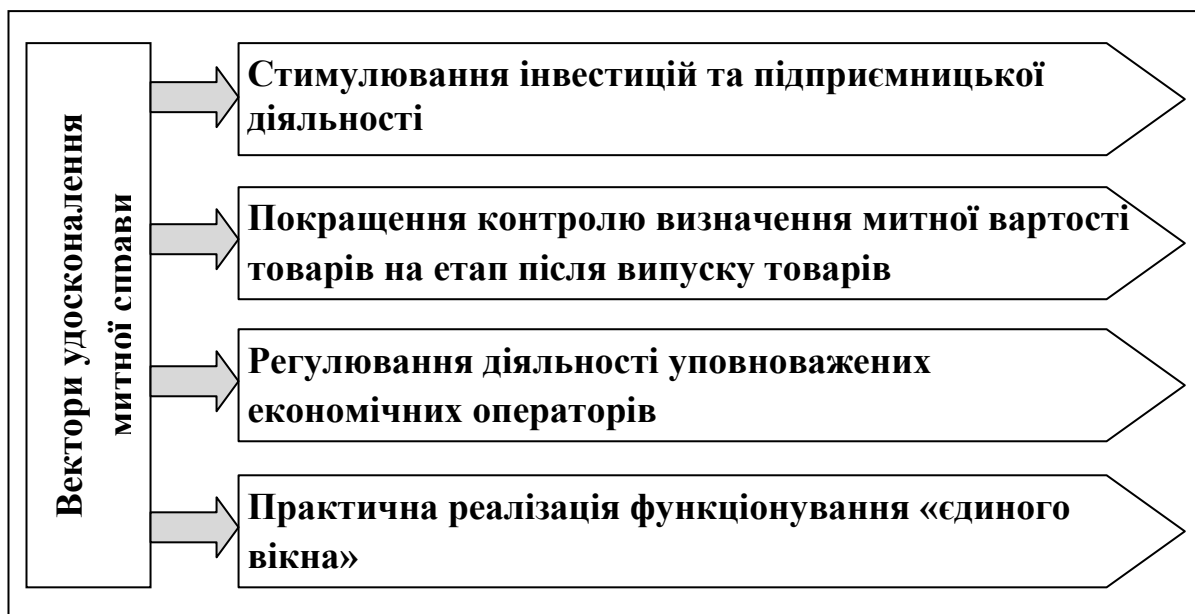 Вектори удосконалення
митної справи
Стимулювання інвестицій та підприємницької
діяльності
Покращення контролю визначення митної вартості
товарів на етап після випуску товарів
Регулювання діяльності уповноважених
економічних операторів
Практична реалізація функціонування «єдиного
вікна»